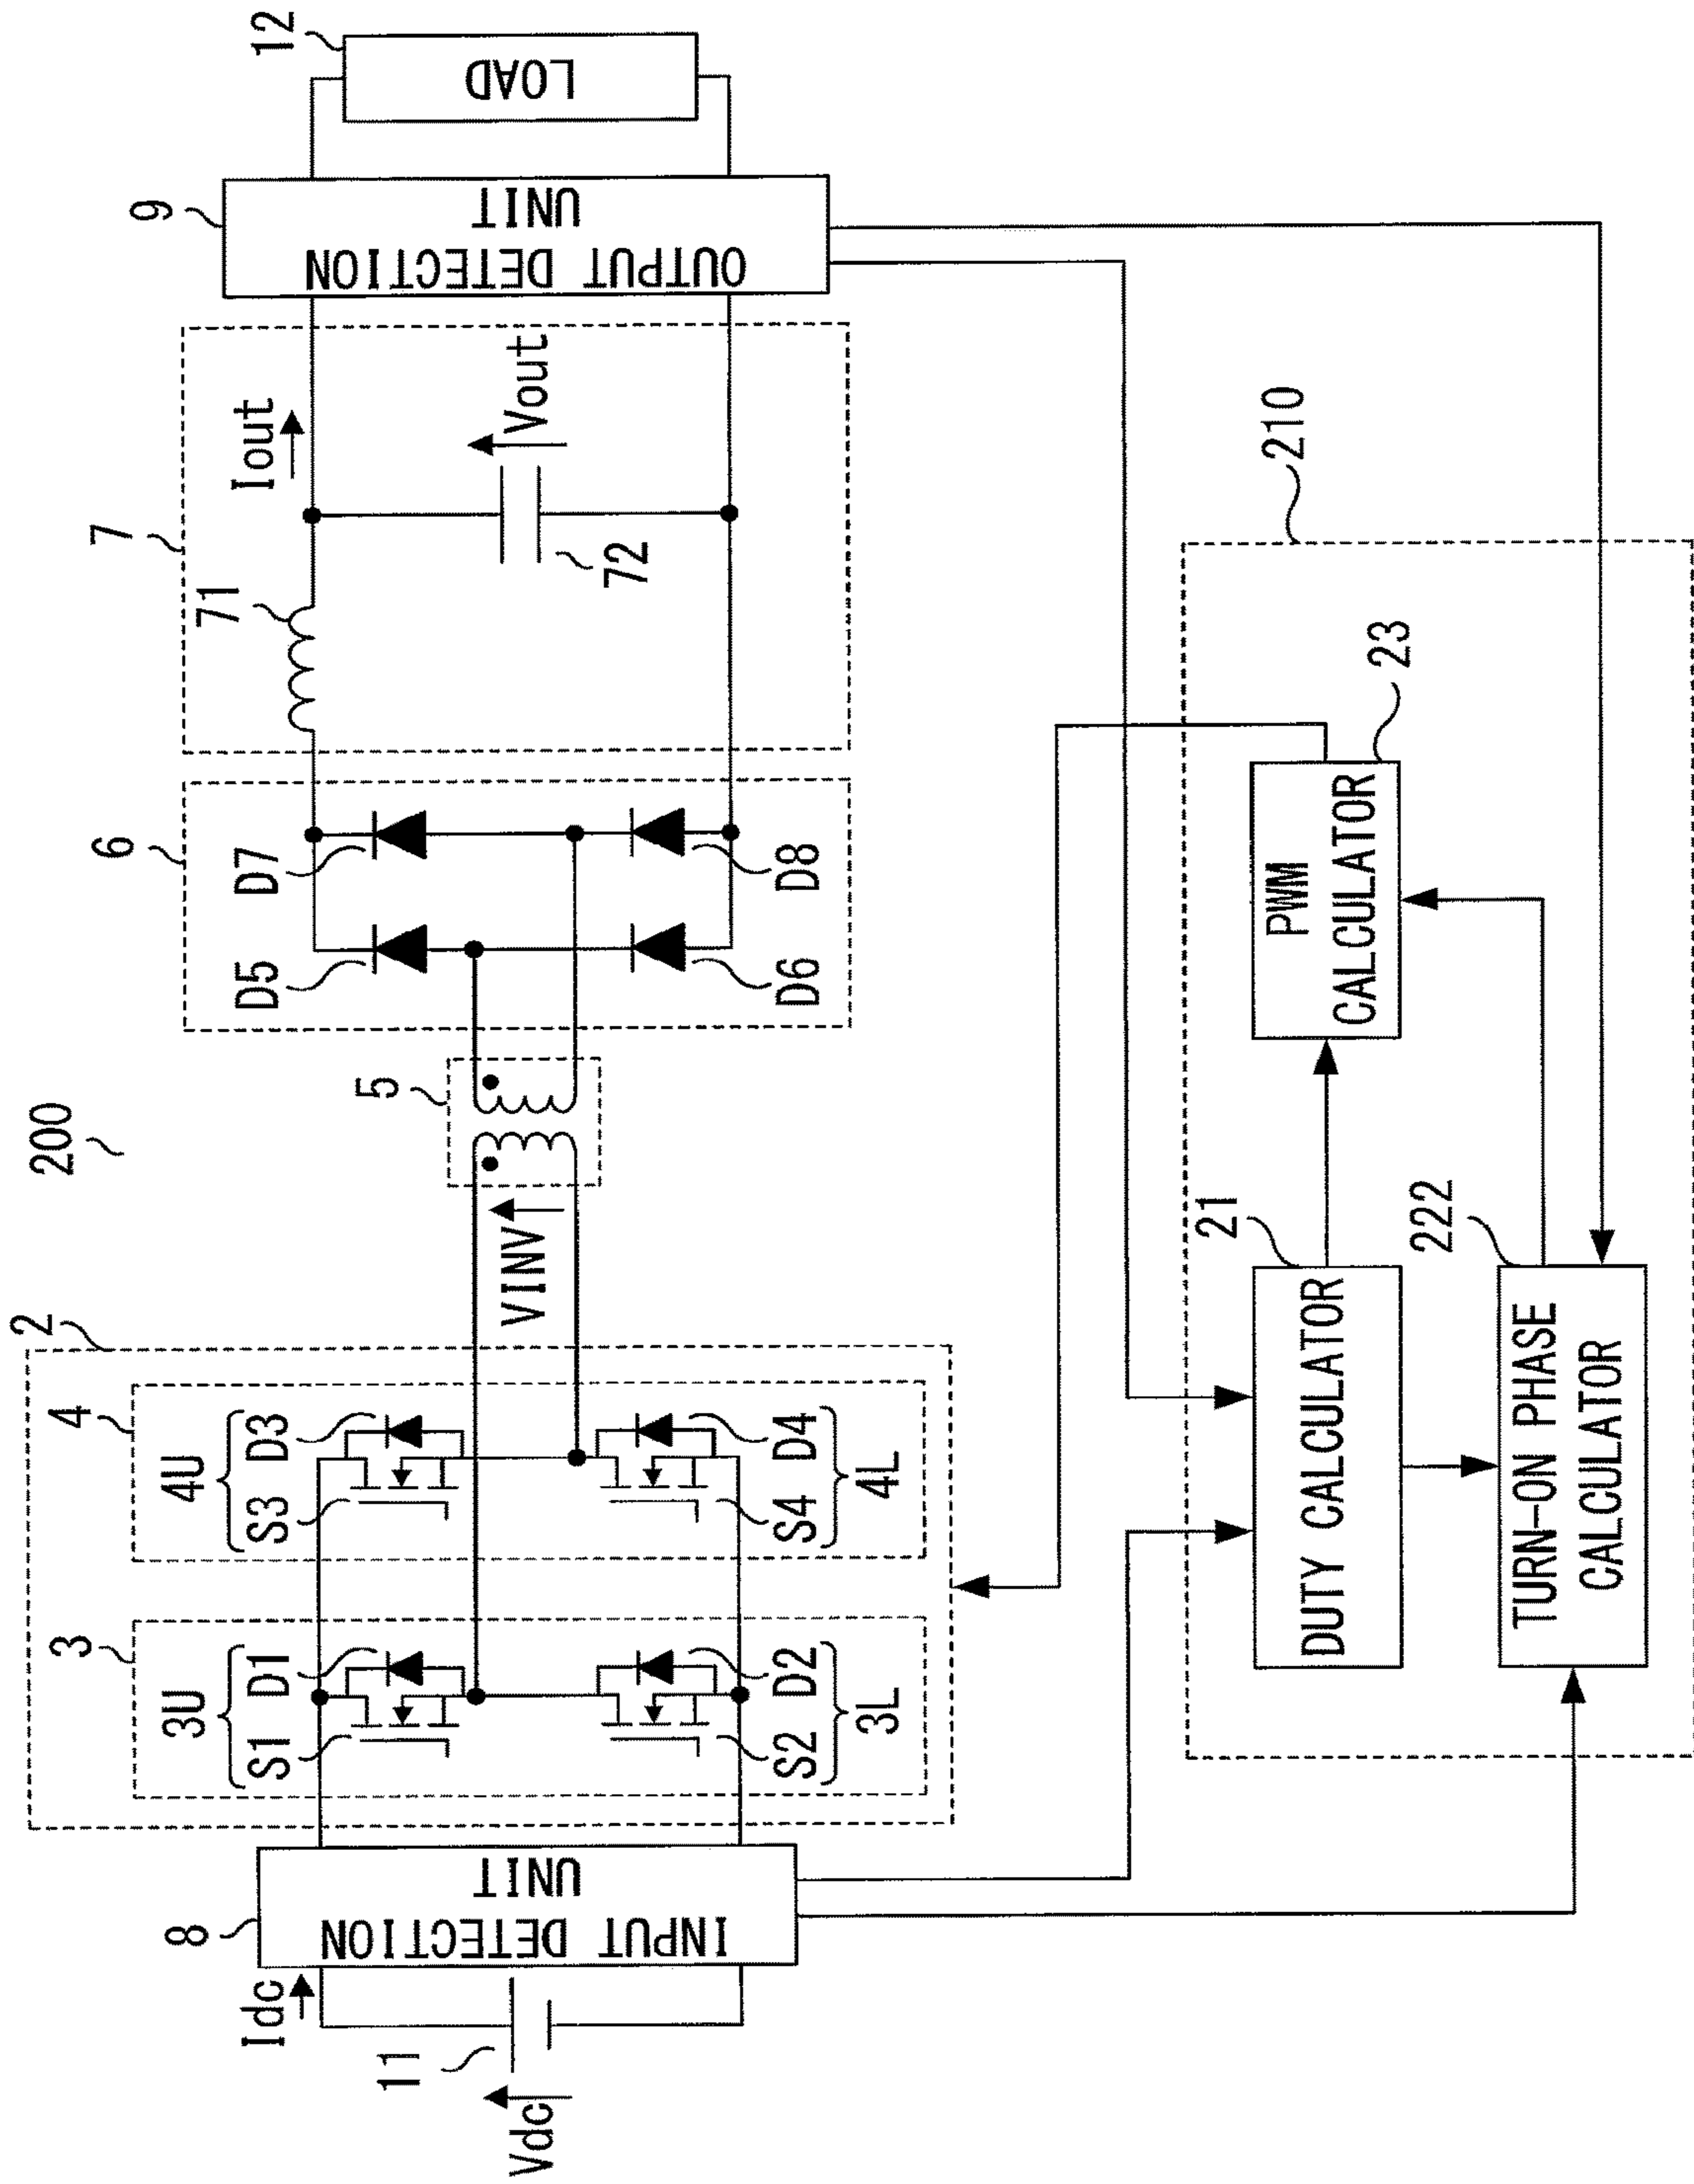 200
2
3
4
5
6
7
8
9
12
3U
4U
S1
D1
S3
D3
D5
D7
71
Iout
Idc
11
Vdc
INPUT DETECTION
UNIT
VINV
72
Vout
OUTPUT DETECTION
UNIT
LOAD
S2
D2
S4
D4
D6
D8
3L
4L
210
21
DUTY CALCULATOR
PWM
CALCULATOR
23
222
TURN-ON PHASE
CALCULATOR